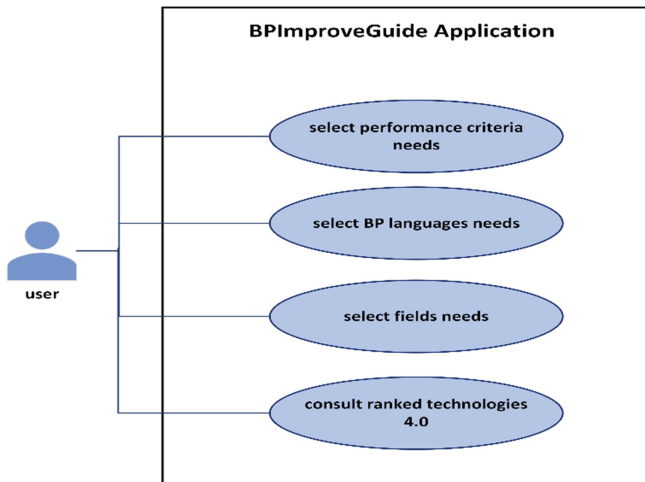 BPImproveGuide Application
select performance criteria
needs
select BP languages needs
user
select fields needs
consult ranked technologies
4.0